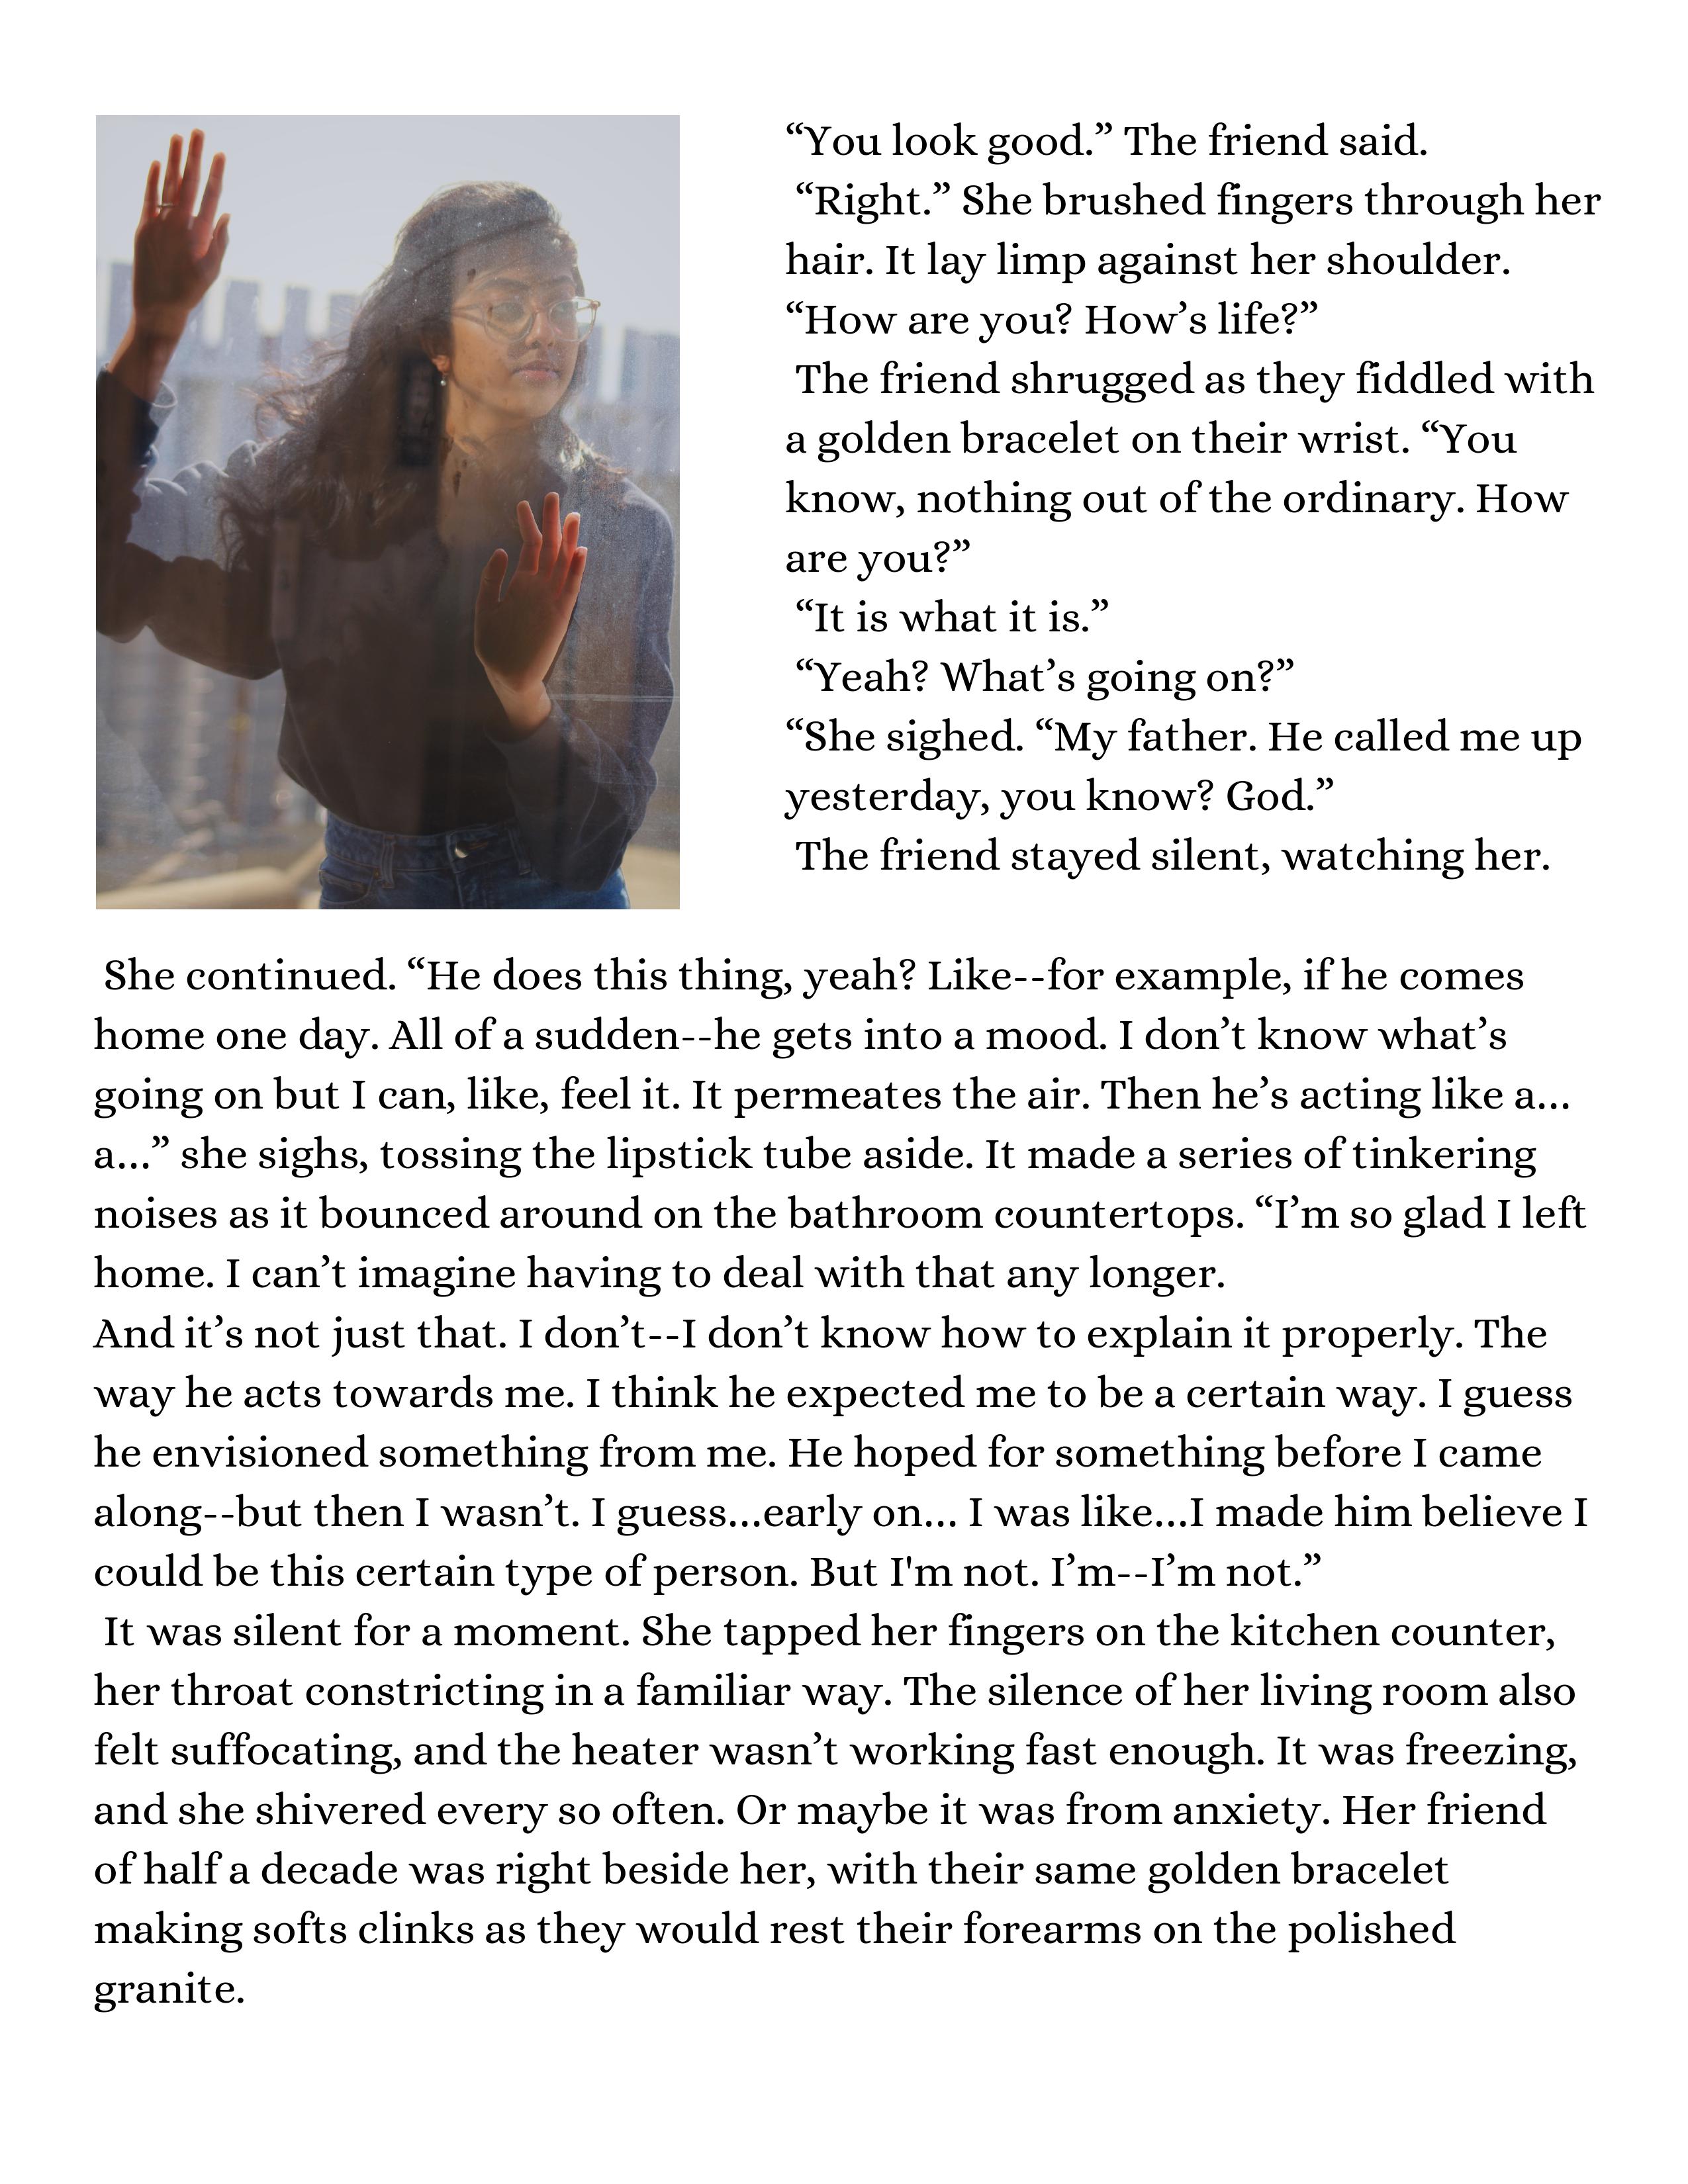 “You look good.” The friend said.
“Right.” She brushed fingers through her
hair. It lay limp against her shoulder.
“How are you? How’s life?”
The friend shrugged as they fiddled with
a golden bracelet on their wrist. “You
know, nothing out of the ordinary. How
are you?”
“It is what it is.”
“Yeah? What’s going on?”
“She sighed. “My father. He called me up
yesterday, you know? God.”
The friend stayed silent, watching her.
She continued. “He does this thing, yeah? Like--for example, if he comes
home one day. All of a sudden--he gets into a mood. I don’t know what’s
going on but I can, like, feel it. It permeates the air. Then he’s acting like a...
a...” she sighs, tossing the lipstick tube aside. It made a series of tinkering
noises as it bounced around on the bathroom countertops. “I’m so glad I left
home. I can’t imagine having to deal with that any longer.
And it’s not just that. I don’t--I don’t know how to explain it properly. The
way he acts towards me. I think he expected me to be a certain way. I guess
he envisioned something from me. He hoped for something before I came
along--but then I wasn’t. I guess...early on... I was like...I made him believe I
could be this certain type of person. But I'm not. I’m--I’m not.”
It was silent for a moment. She tapped her fingers on the kitchen counter,
her throat constricting in a familiar way. The silence of her living room also
felt suffocating, and the heater wasn’t working fast enough. It was freezing,
and she shivered every so often. Or maybe it was from anxiety. Her friend
of half a decade was right beside her, with their same golden bracelet
making softs clinks as they would rest their forearms on the polished
granite.